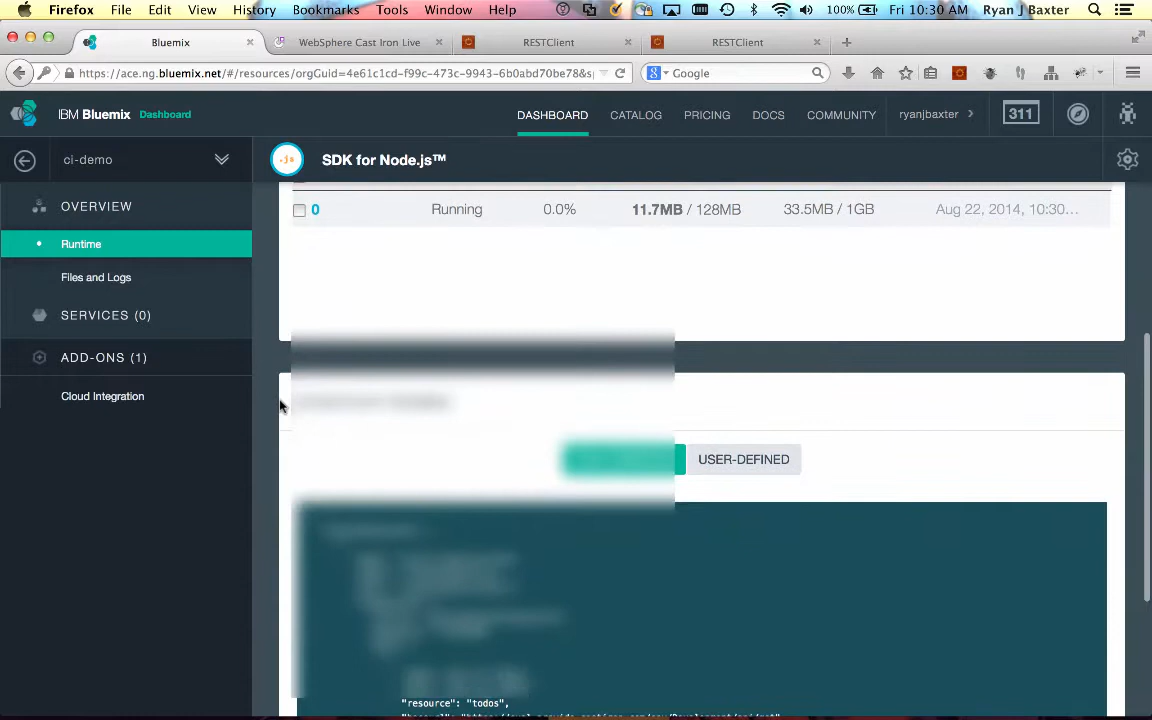 Firefox File Edit View History Bookmarks Tools Window Help 100% Fri 10:30 AM Ryan J Baxter
Bluemix WebSphere Cast Iron Live RESTClient RESTClient
https://ace.ng.bluemix.net/#/resources/orgGuid=4e61c1cd-f99c-473c-9943-6b0abd70be78&s Google
IBM Bluemix Dashboard DASHBOARD CATALOG PRICING DOCS COMMUNITY ryanjbaxter 311
ci-demo SDK for Node.js™
OVERVIEW
0 Running 0.0% 11.7MB / 128MB 33.5MB / 1GB Aug 22, 2014, 10:30...
Runtime
Files and Logs
SERVICES (0)
ADD-ONS (1)
Cloud Integration
USER-DEFINED
"resource": "todos",